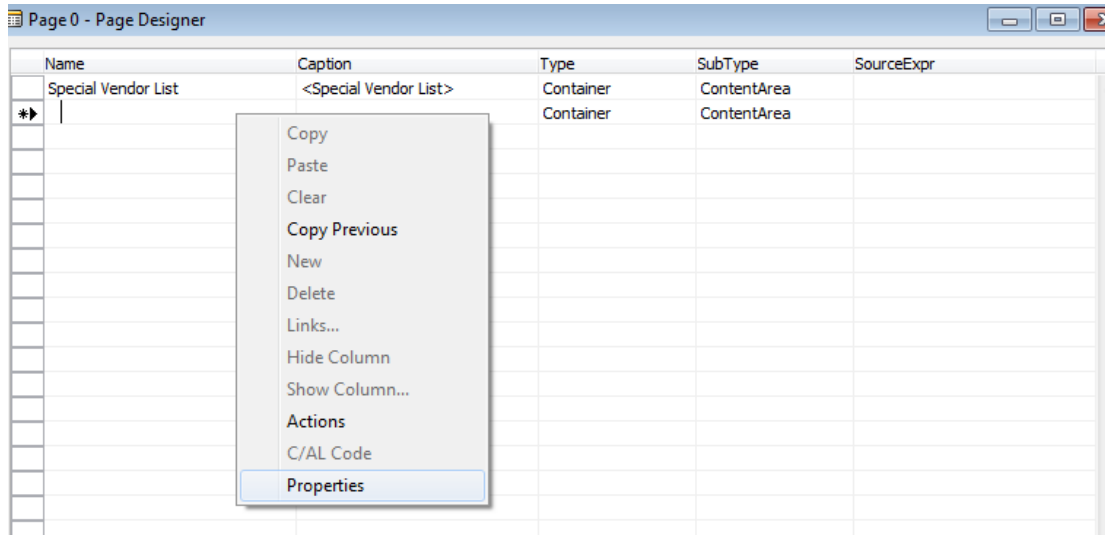 Page 0 - Page Designer
Name Caption Type SubType SourceExpr
Special Vendor List <Special Vendor List> Container ContentArea
Container ContentArea
Copy
Paste
Clear
Copy Previous
New
Delete
Links...
Hide Column
Show Column...
Actions
C/AL Code
Properties